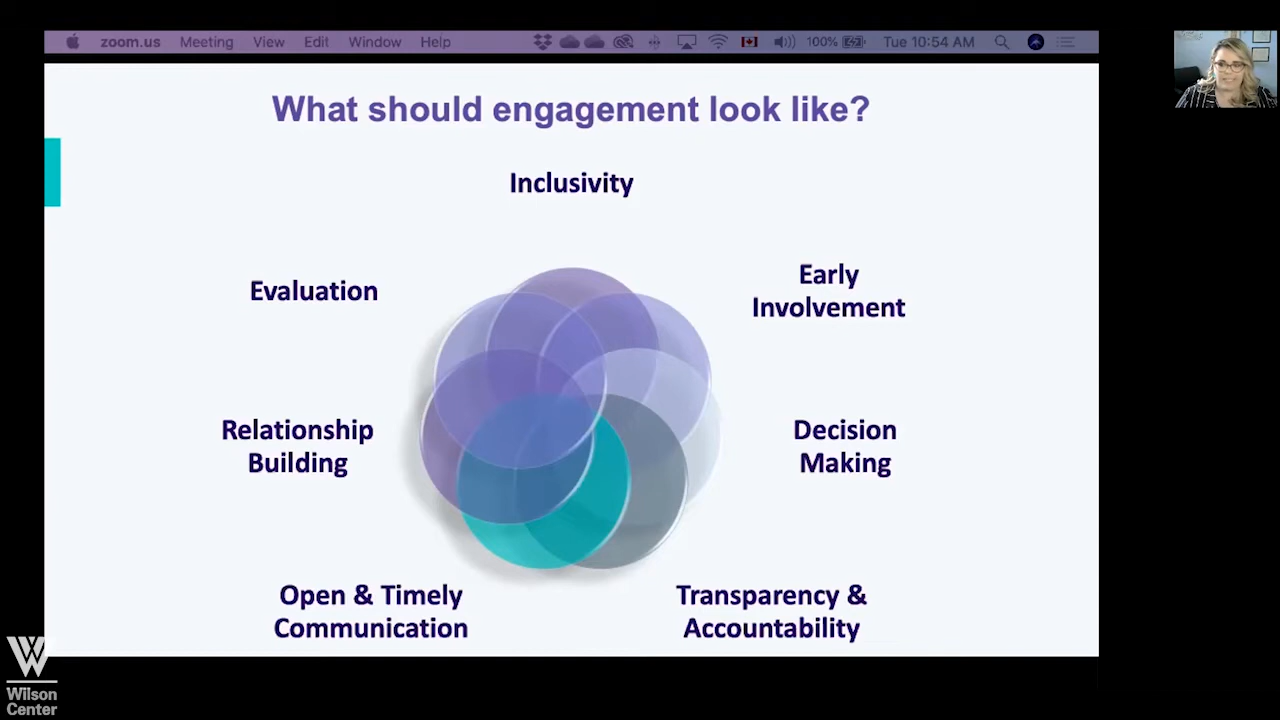 zoom.us Meeting View Edit Window Help 100% Tue 10:54 AM
What should engagement look like?
Inclusivity
Evaluation
Early
Involvement
Relationship
Building
Decision
Making
Open & Timely
Communication
Transparency &
Accountability
W
Wilson
Center